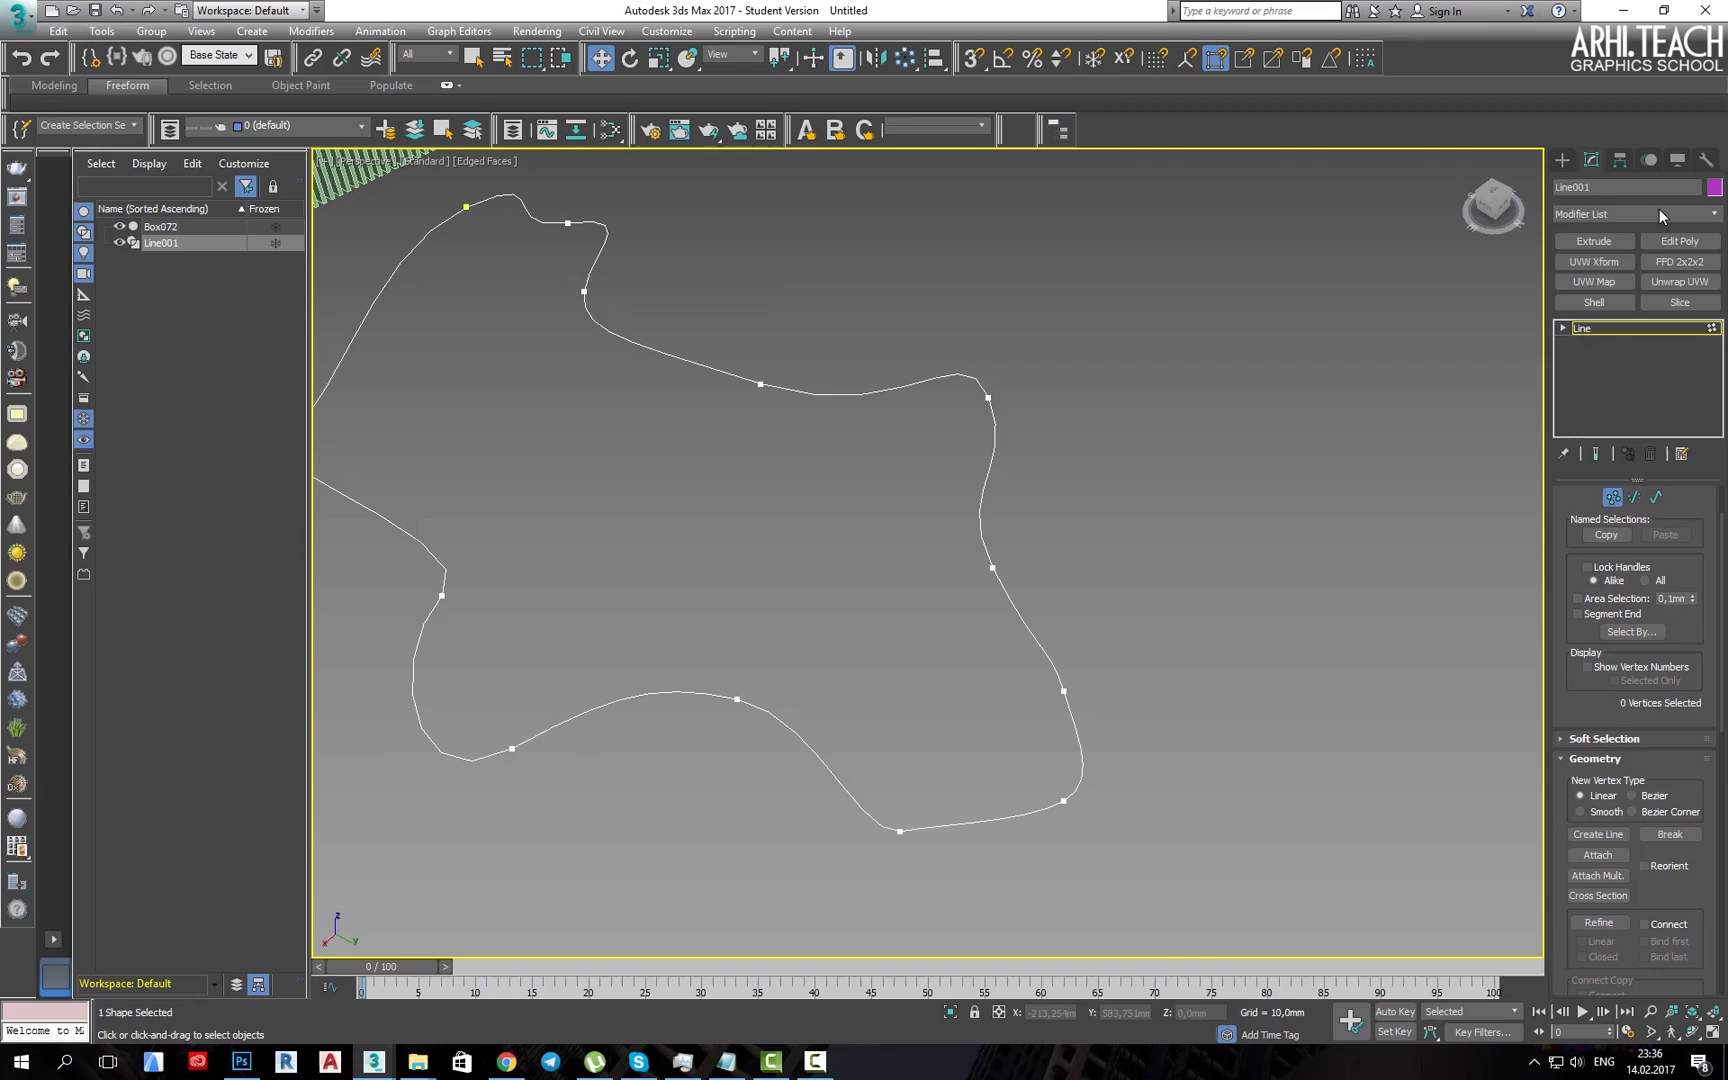 Workspace: Default
Autodesk 3ds Max 2017 - Student Version Untitled
Type a keyword or phrase
Sign In
Edit Tools Group Views Create Modifiers Animation Graph Editors Rendering Civil View Customize Scripting Content Help
ARHI.TEACH
GRAPHICS SCHOOL
Base State
All
View
Modeling Freeform Selection Object Paint Populate
Create Selection Se
0 (default)
Select Display Edit Customize
[Edged Faces ]
Name (Sorted Ascending) Frozen
Box072
Line001
Line001
Modifier List
Extrude Edit Poly
UVW Xform FFD 2x2x2
UVW Map Unwrap UVW
Shell Slice
Line
Named Selections:
Copy Paste
Lock Handles
Alike All
Area Selection: 0,1mm
Segment End
Select By...
Display
Show Vertex Numbers
Selected Only
0 Vertices Selected
Soft Selection
Geometry
New Vertex Type
Linear Bezier
Smooth Bezier Corner
Create Line Break
Attach
Reorient
Attach Mult.
Cross Section
Refine Connect
Linear Bind first
Closed Bind last
Connect Copy
z
x y
0 / 100
Workspace: Default
0 5 10 15 20 25 30 35 40 45 50 55 60 65 70 75 80 85 90 95 100
1 Shape Selected
X: -213,254m Y: 583,751mm Z: 0,0mm Grid = 10,0mm
Auto Key Selected
Welcome to M
Click or click-and-drag to select objects
Add Time Tag
Set Key Key Filters...
0
ENG
23:36
14.02.2017
8